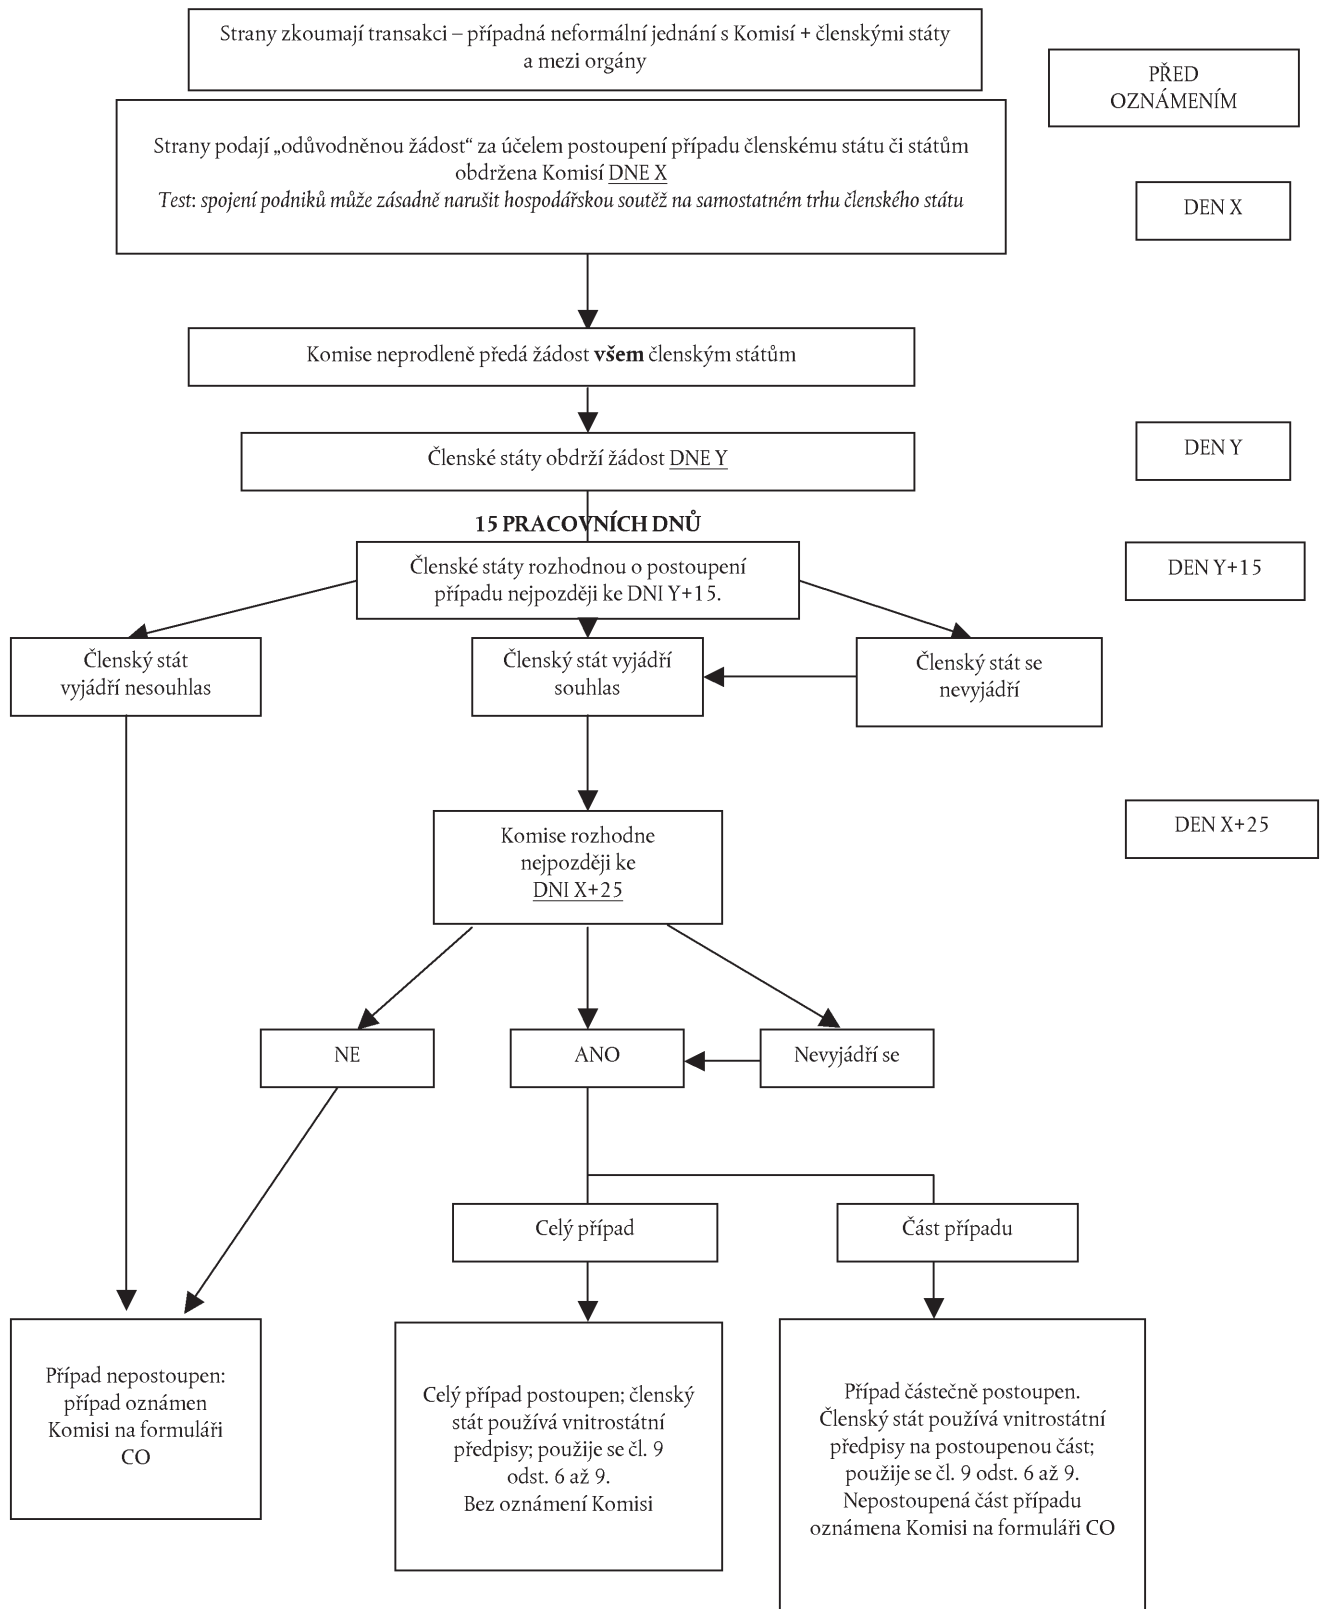 Strany zkoumají transakci – případná neformální jednání s Komisí + členskými státy
a mezi orgány
PŘED
OZNÁMENÍM
Strany podají „odůvodněnou žádost“ za účelem postoupení případu členskému státu či státům
obdržena Komisí DNE X
Test: spojení podniků může zásadně narušit hospodářskou soutěž na samostatném trhu členského státu
DEN X
Komise neprodleně předá žádost všem členským státům
Členské státy obdrží žádost DNE Y
DEN Y
15 PRACOVNÍCH DNŮ
Členské státy rozhodnou o postoupení
případu nejpozději ke DNI Y+15.
DEN Y+15
Členský stát
vyjádří nesouhlas
Členský stát vyjádří
souhlas
Členský stát se
nevyjádří
Komise rozhodne
nejpozději ke
DNI X+25
DEN X+25
NE
ANO
Nevyjádří se
Celý případ
Část případu
Případ nepostoupen:
případ oznámen
Komisi na formuláři
CO
Celý případ postoupen; členský
stát používá vnitrostátní
předpisy; použije se čl. 9
odst. 6 až 9.
Bez oznámení Komisi
Případ částečně postoupen.
Členský stát používá vnitrostátní
předpisy na postoupenou část;
použije se čl. 9 odst. 6 až 9.
Nepostoupená část případu
oznámena Komisi na formuláři CO